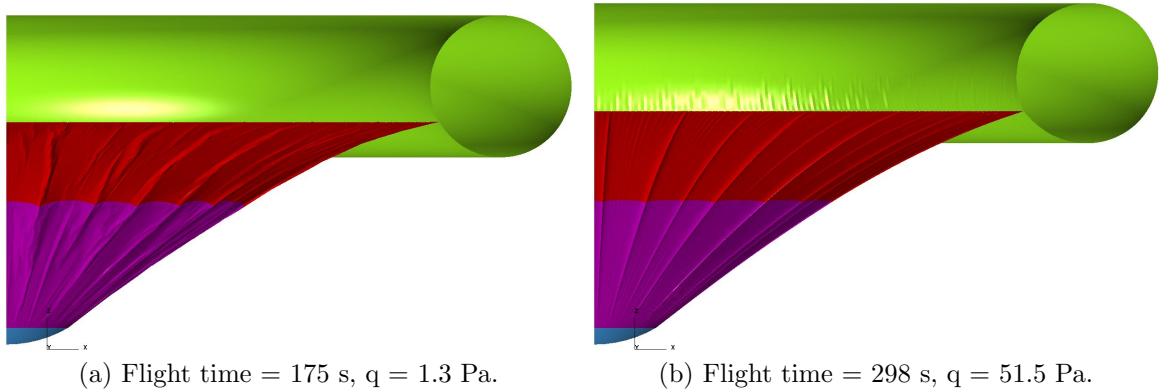 z
Y x
z
Y x
(a) Flight time = 175 s, q = 1.3 Pa.
(b) Flight time = 298 s, q = 51.5 Pa.